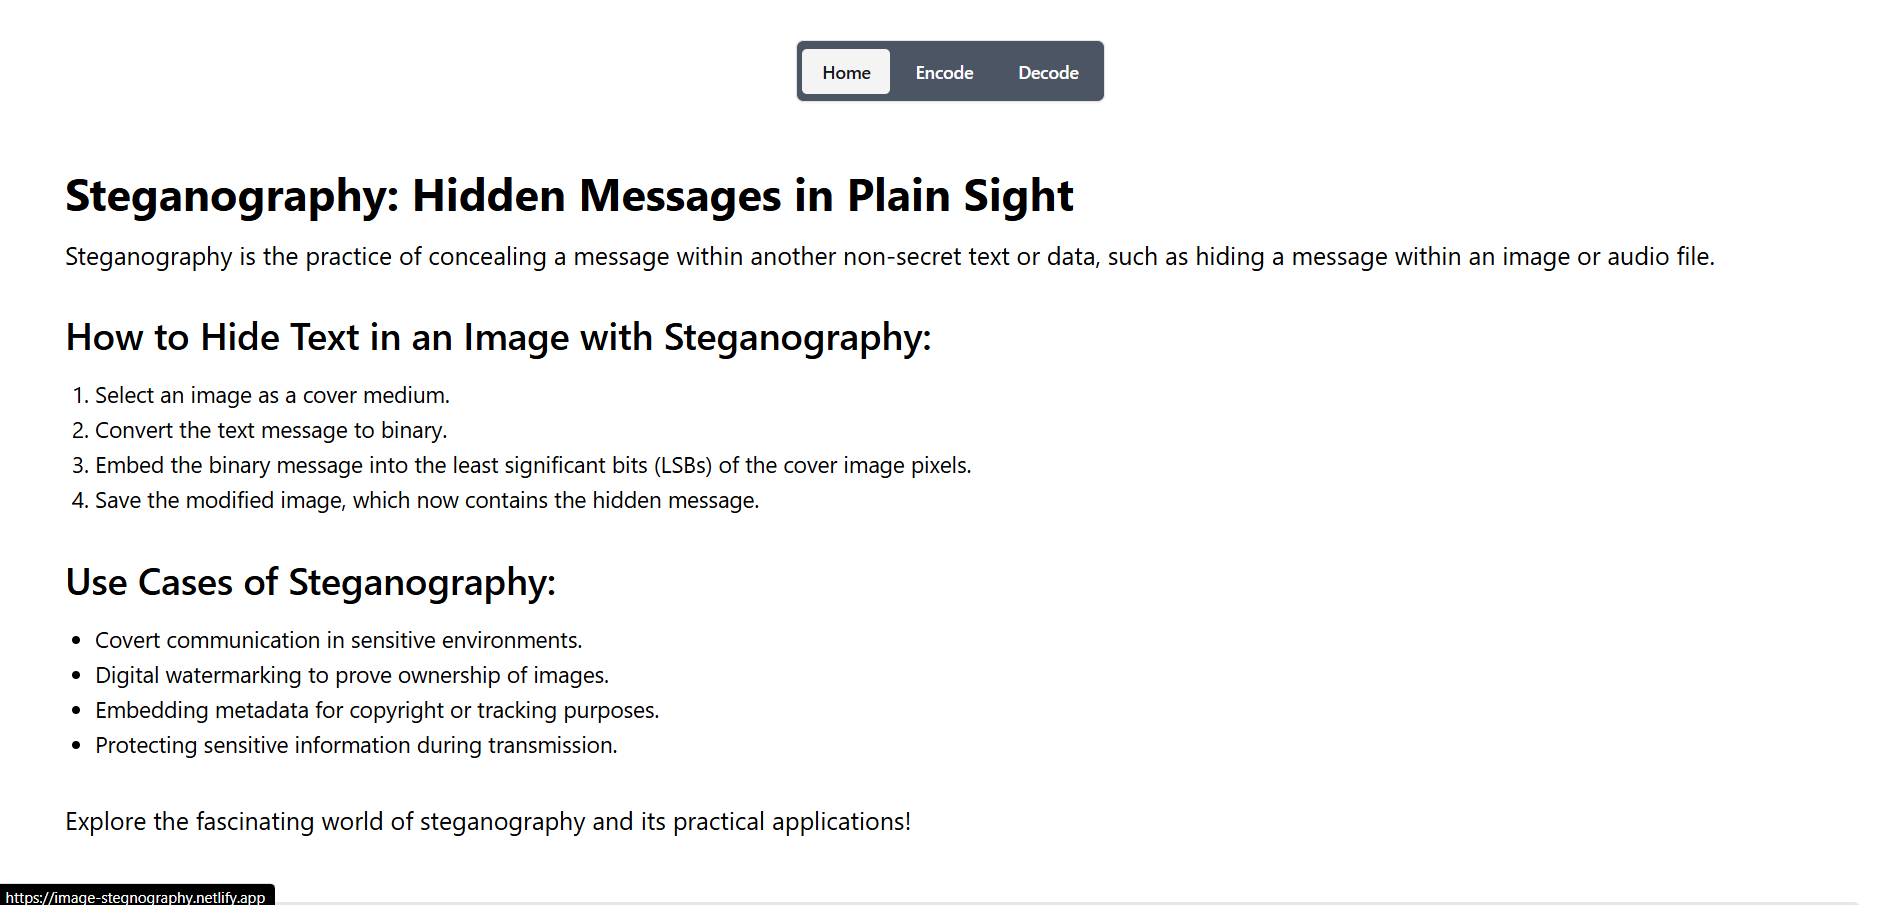 Home Encode Decode
Steganography: Hidden Messages in Plain Sight
Steganography is the practice of concealing a message within another non-secret text or data, such as hiding a message within an image or audio file.
How to Hide Text in an Image with Steganography:
1. Select an image as a cover medium.
2. Convert the text message to binary.
3. Embed the binary message into the least significant bits (LSBs) of the cover image pixels.
4. Save the modified image, which now contains the hidden message.
Use Cases of Steganography:
• Covert communication in sensitive environments.
• Digital watermarking to prove ownership of images.
• Embedding metadata for copyright or tracking purposes.
• Protecting sensitive information during transmission.
Explore the fascinating world of steganography and its practical applications!
https://image-stegnography.netlify.app